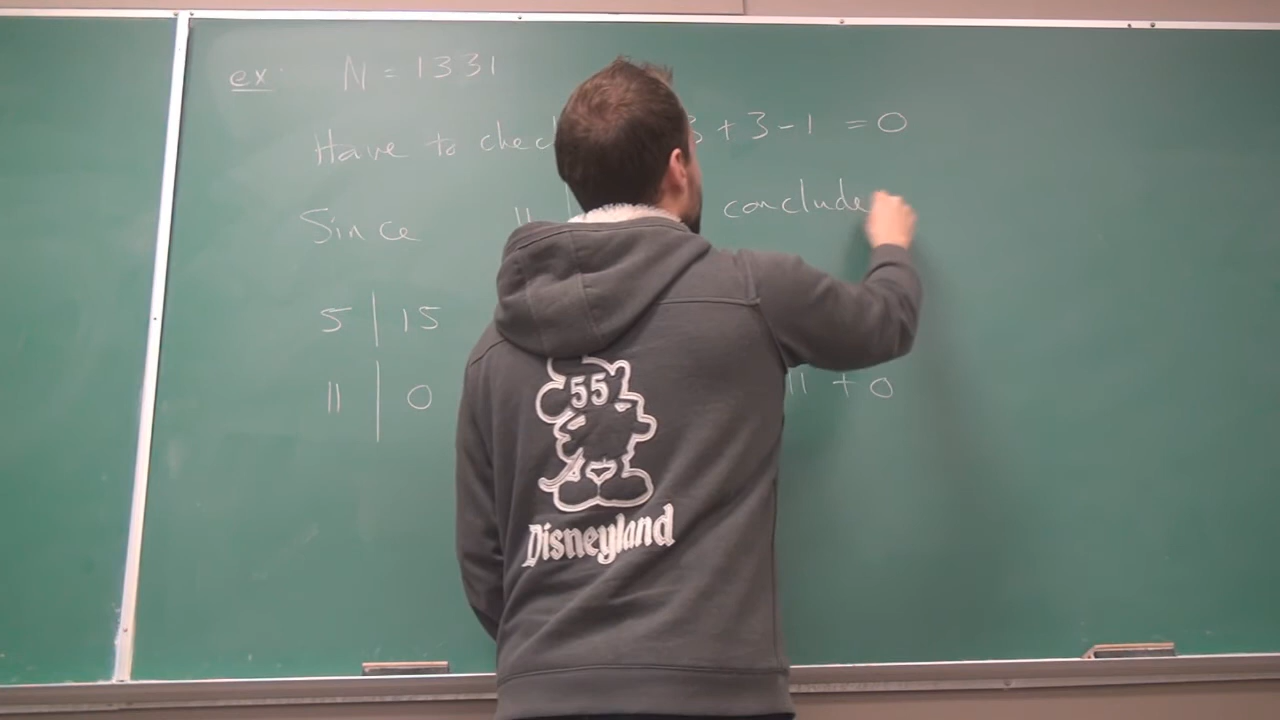 ex: N = 1331
Have to chec 3 + 3 - 1 = 0
Since 11 | conclude
5 | 15
11 | 0 11 + 0
55
Disneyland